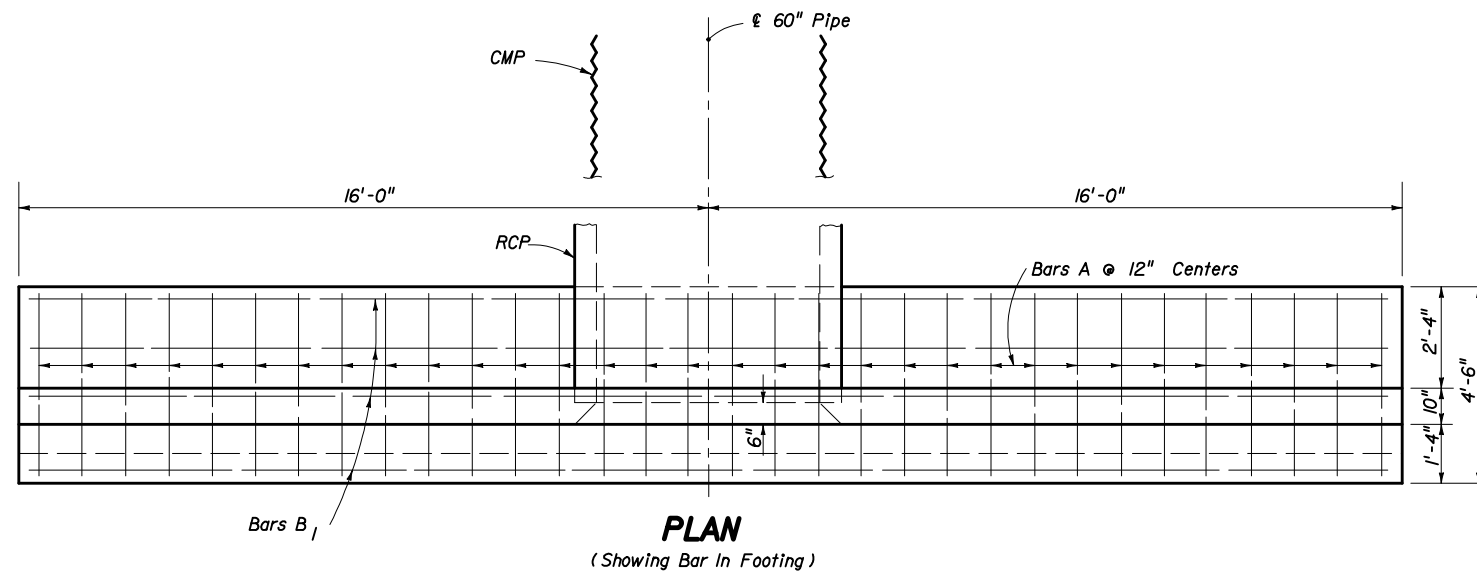 ℄ 60" Pipe
CMP
16'-0"
16'-0"
RCP
Bars A @ 12" Centers
2'-4"
4'-6"
10"
6"
1'-4"
Bars B1
PLAN
(Showing Bar In Footing)